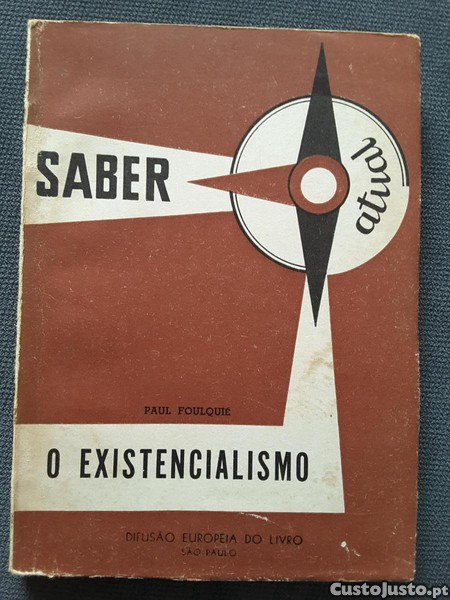 SABER
atual
PAUL FOULQUIÉ
O EXISTENCIALISMO
DIFUSÃO EUROPÉIA DO LIVRO
SÃO PAULO
CustoJusto.pt